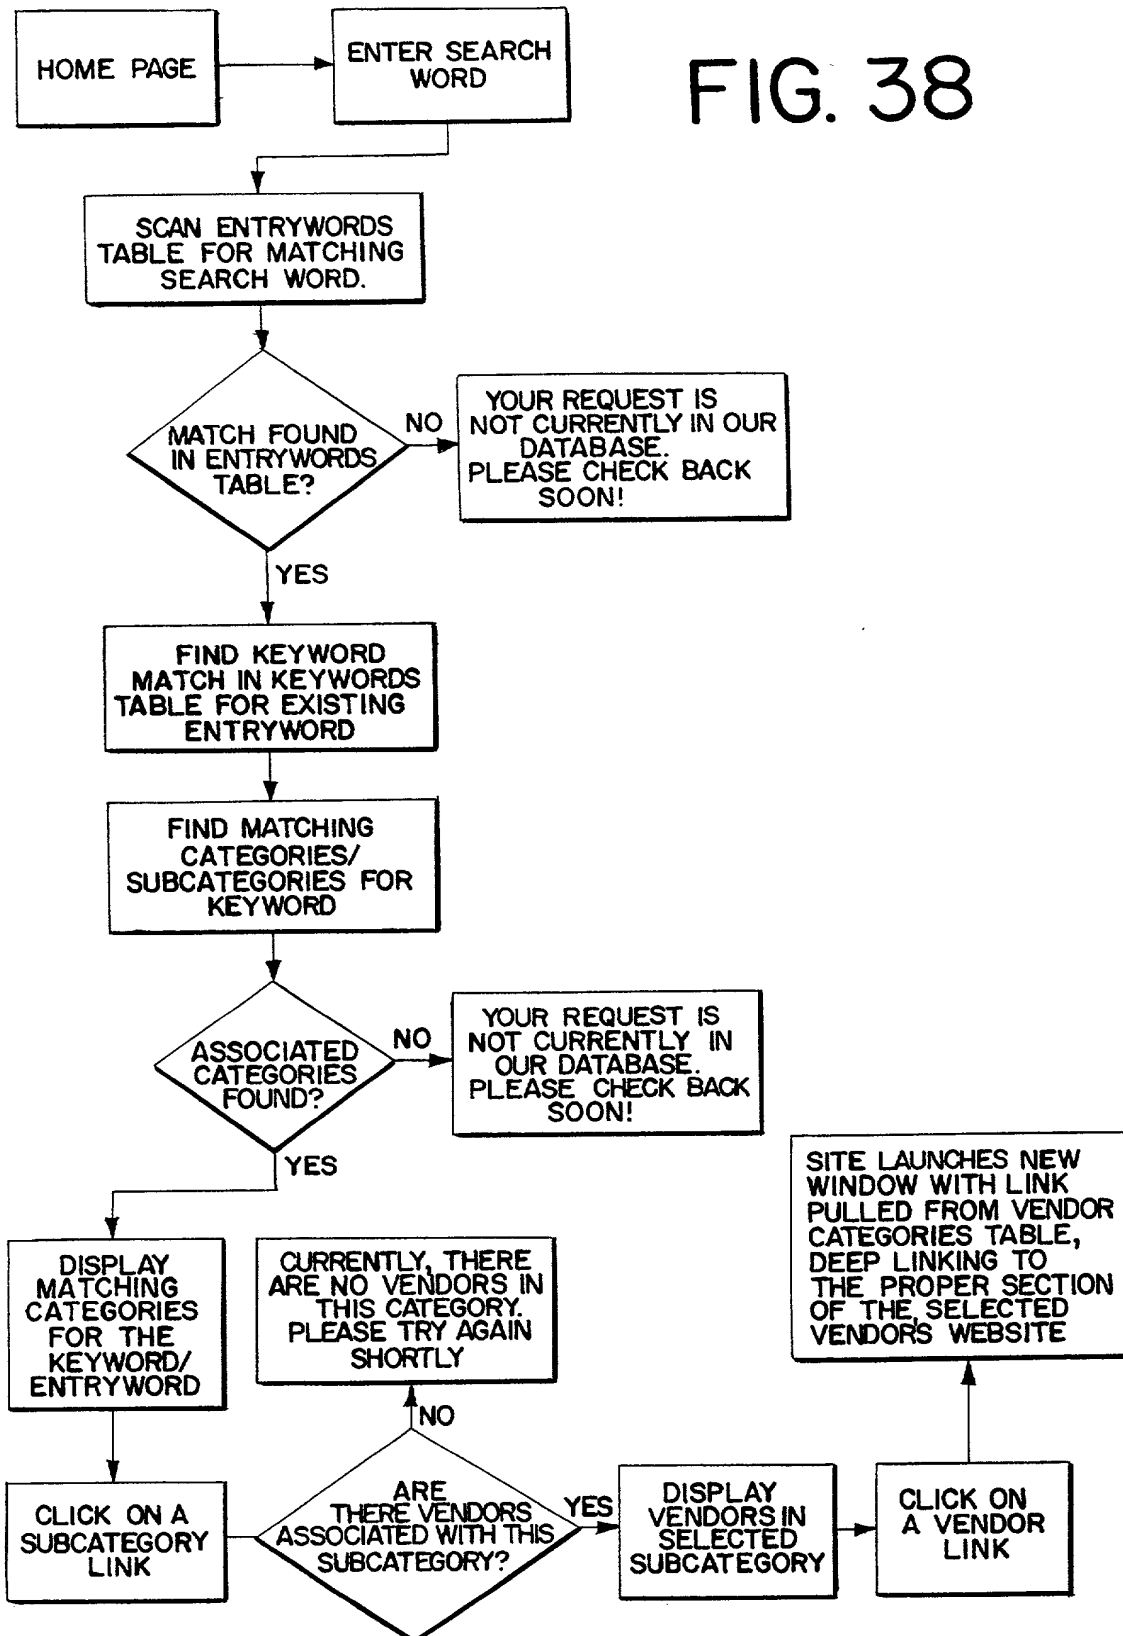 HOME PAGE
ENTER SEARCH
WORD
FIG. 38
SCAN ENTRYWORDS
TABLE FOR MATCHING
SEARCH WORD.
MATCH FOUND
IN ENTRYWORDS
TABLE?
NO
YOUR REQUEST IS
NOT CURRENTLY IN OUR
DATABASE.
PLEASE CHECK BACK
SOON!
YES
FIND KEYWORD
MATCH IN KEYWORDS
TABLE FOR EXISTING
ENTRYWORD
FIND MATCHING
CATEGORIES/
SUBCATEGORIES FOR
KEYWORD
ASSOCIATED
CATEGORIES
FOUND?
NO
YOUR REQUEST IS
NOT CURRENTLY IN
OUR DATABASE.
PLEASE CHECK BACK
SOON!
YES
DISPLAY
MATCHING
CATEGORIES
FOR THE
KEYWORD/
ENTRYWORD
CURRENTLY, THERE
ARE NO VENDORS IN
THIS CATEGORY.
PLEASE TRY AGAIN
SHORTLY
SITE LAUNCHES NEW
WINDOW WITH LINK
PULLED FROM VENDOR
CATEGORIES TABLE,
DEEP LINKING TO
THE PROPER SECTION
OF THE SELECTED
VENDOR'S WEBSITE
NO
CLICK ON A
SUBCATEGORY
LINK
ARE
THERE VENDORS
ASSOCIATED WITH THIS
SUBCATEGORY?
YES
DISPLAY
VENDORS IN
SELECTED
SUBCATEGORY
CLICK ON
A VENDOR
LINK